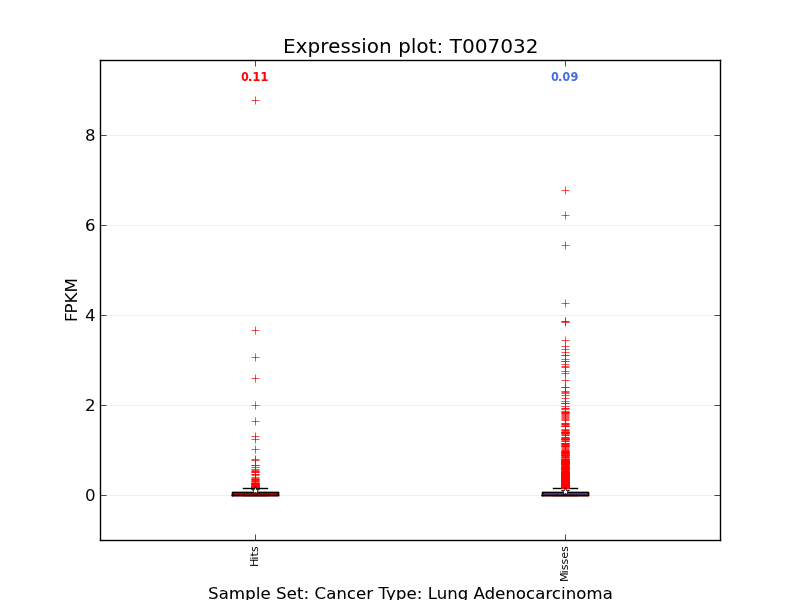 Expression plot: T007032
0.11
0.09
8
6
4
2
0
FPKM
Hits
Misses
Sample Set: Cancer Type: Lung Adenocarcinoma